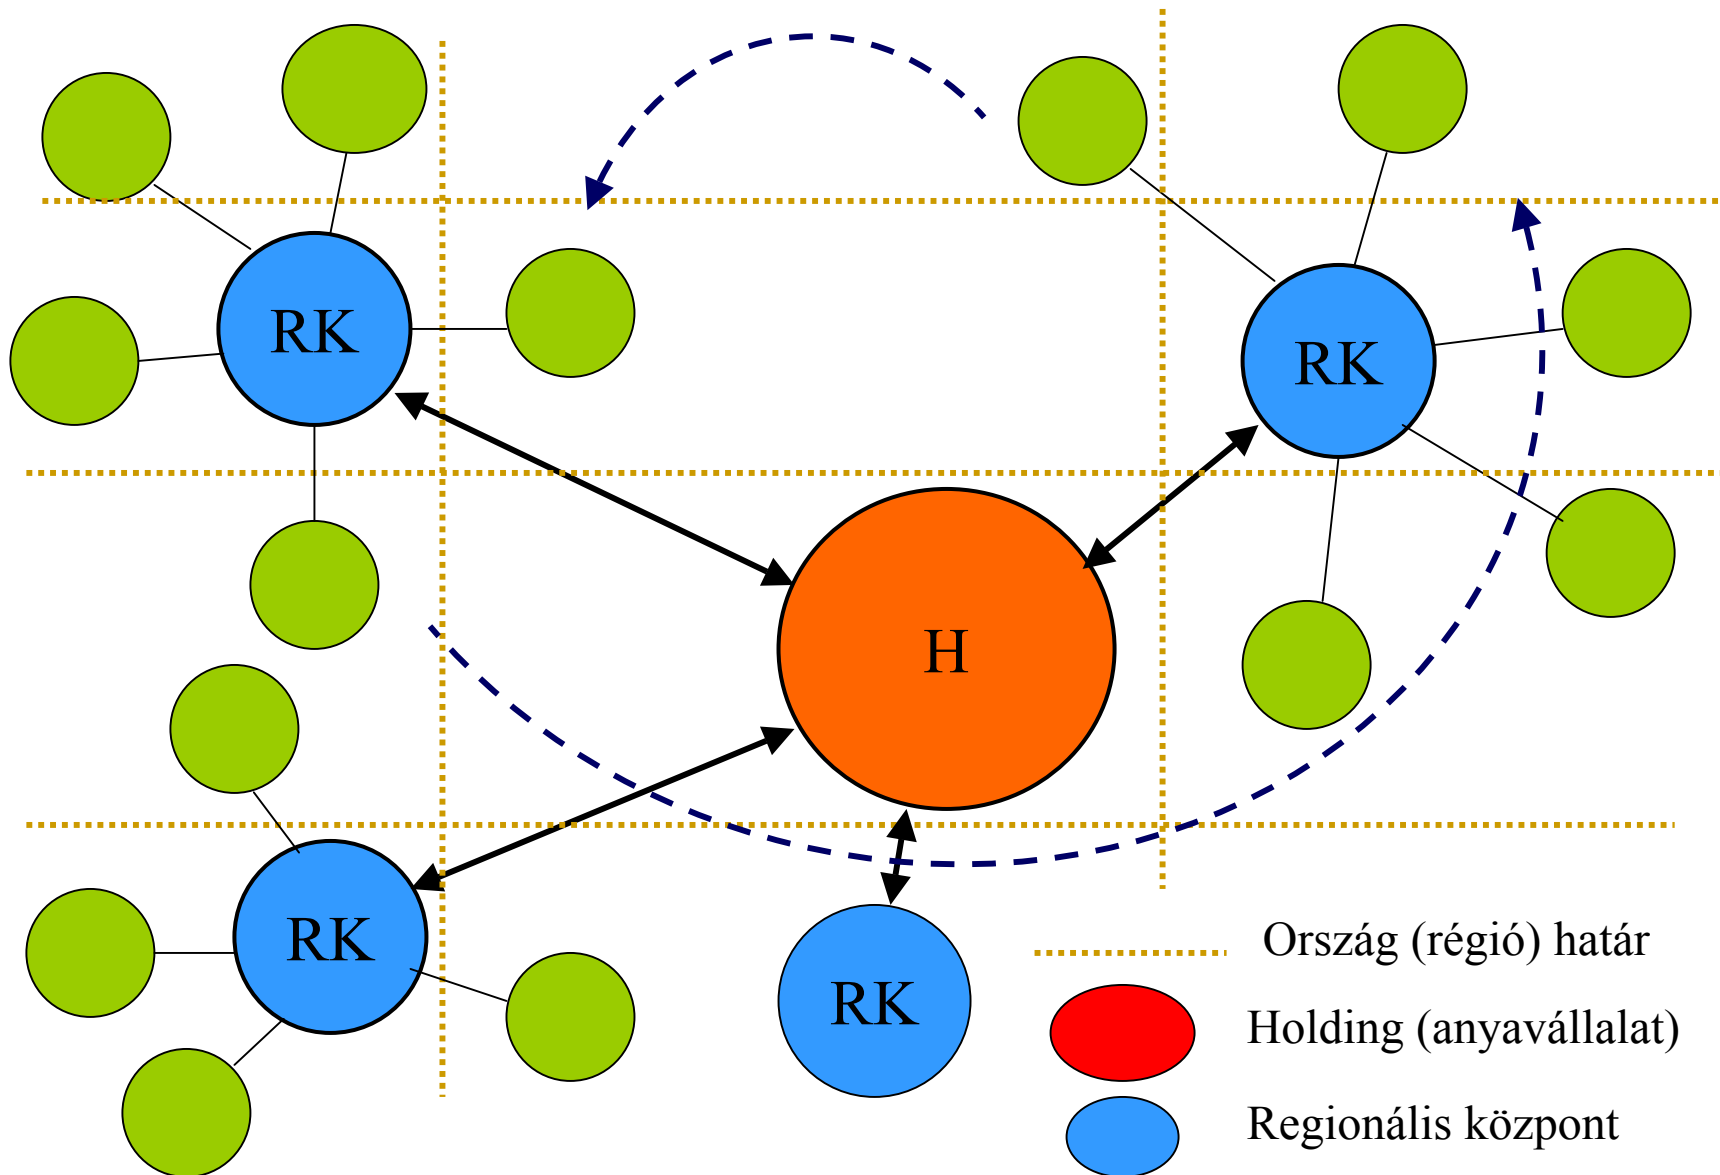 RK
RK
H
RK
RK
Ország (régió) határ
Holding (anyavállalat)
Regionális központ